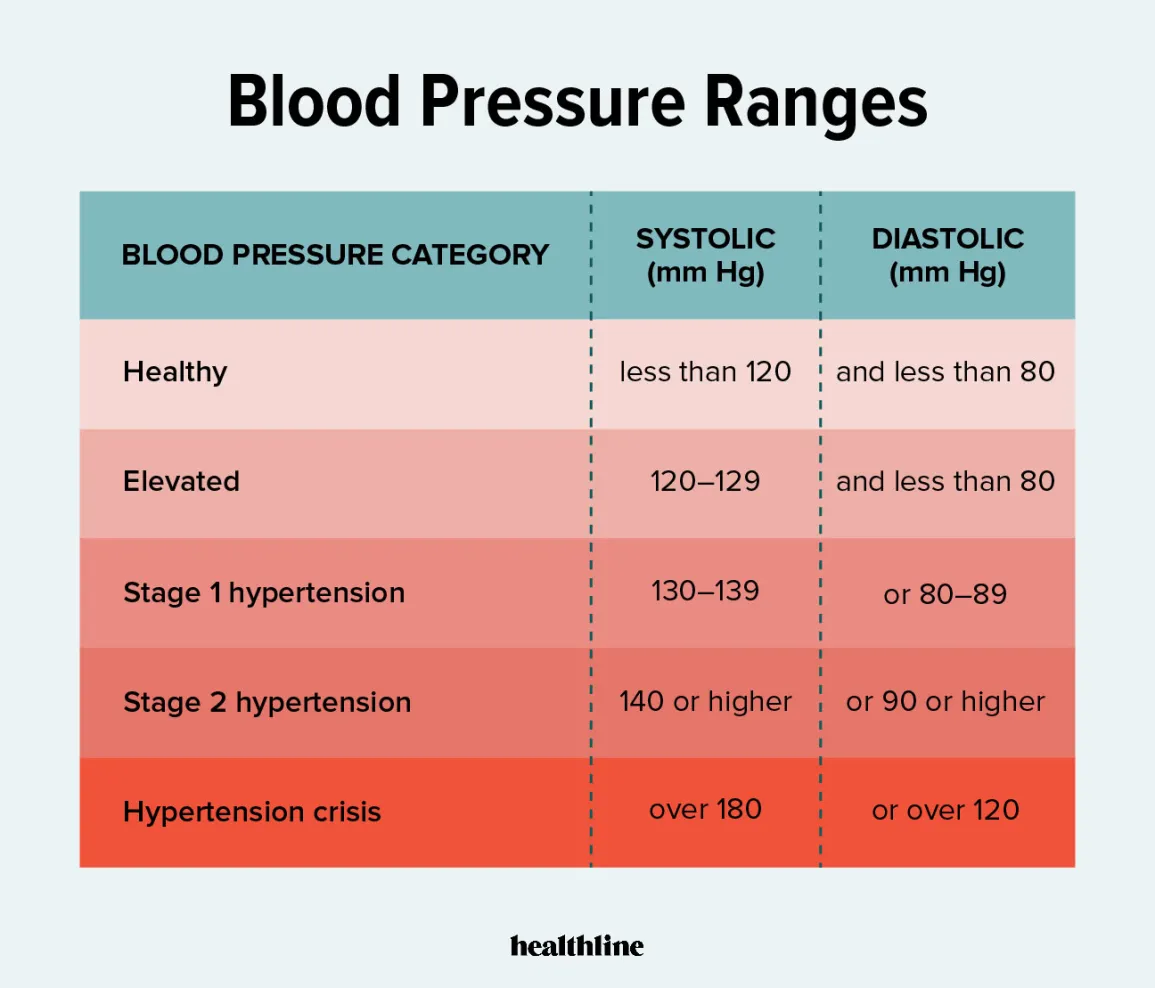 Blood Pressure Ranges
BLOOD PRESSURE CATEGORY
SYSTOLIC
(mm Hg)
DIASTOLIC
(mm Hg)
Healthy
less than 120
and less than 80
Elevated
120–129
and less than 80
Stage 1 hypertension
130–139
or 80–89
Stage 2 hypertension
140 or higher
or 90 or higher
Hypertension crisis
over 180
or over 120
healthline